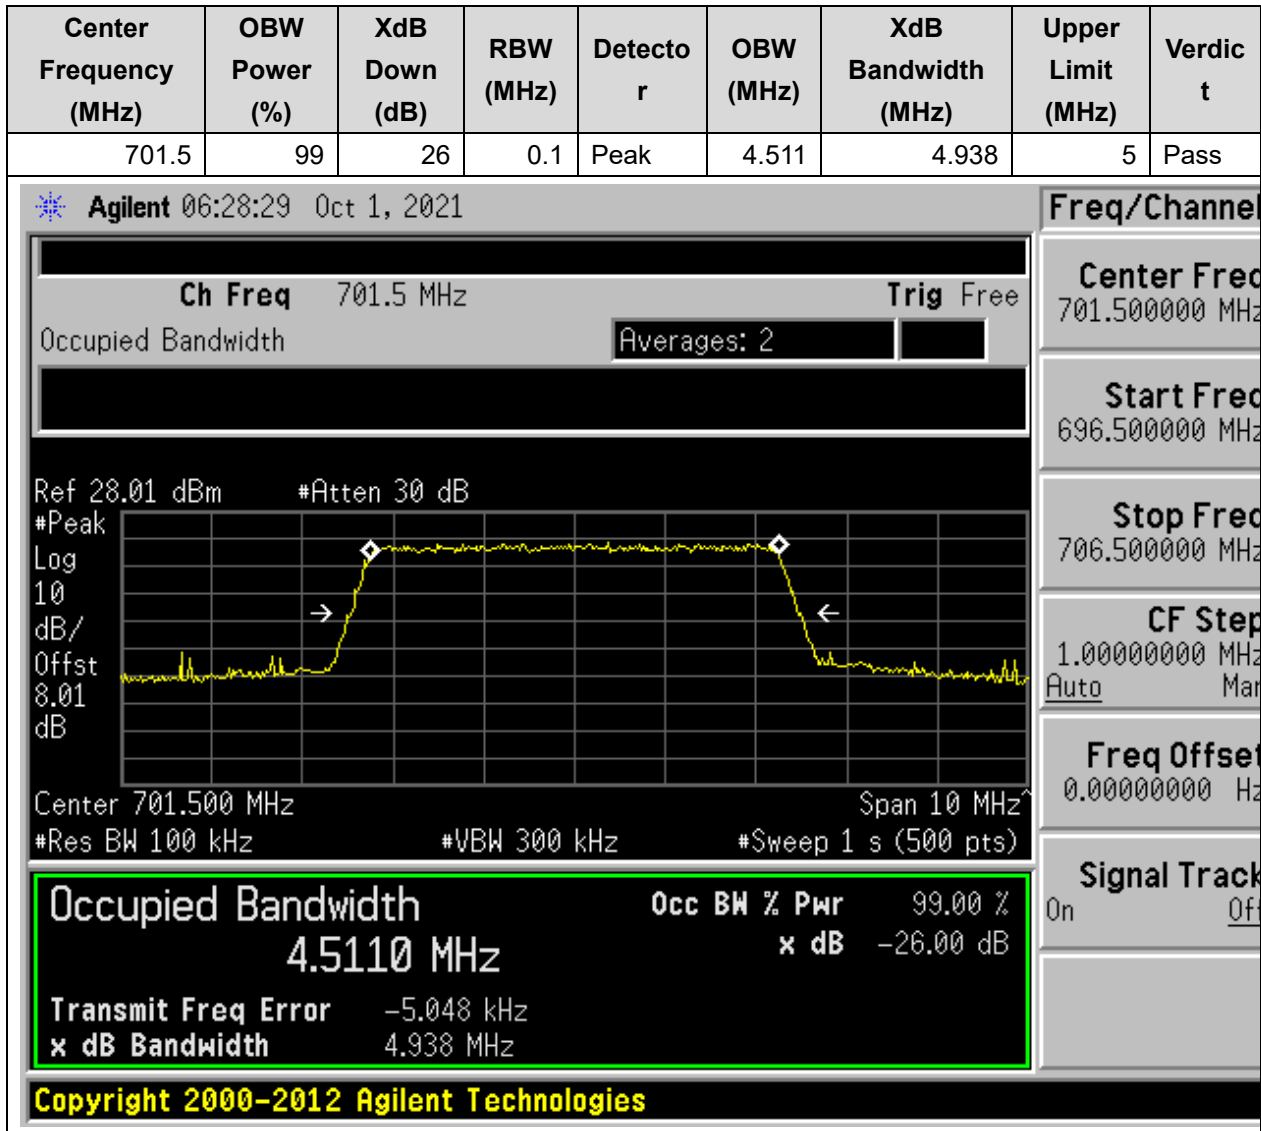 Center Frequency (MHz) OBW Power (%) XdB Down (dB) RBW (MHz) Detecto r OBW (MHz) XdB Bandwidth (MHz) Upper Limit (MHz) Verdic t
701.5 99 26 0.1 Peak 4.511 4.938 5 Pass
Agilent 06:28:29 Oct 1, 2021
Ch Freq 701.5 MHz Trig Free
Occupied Bandwidth Averages: 2
Ref 28.01 dBm #Atten 30 dB
#Peak
Log
10
dB/
Offst
8.01
dB
Center 701.500 MHz Span 10 MHz^
#Res BW 100 kHz #VBW 300 kHz #Sweep 1 s (500 pts)
Occupied Bandwidth Occ BW % Pwr 99.00 %
4.5110 MHz x dB -26.00 dB
Transmit Freq Error -5.048 kHz
x dB Bandwidth 4.938 MHz
Copyright 2000-2012 Agilent Technologies
Freq/Channel
Center Freq
701.500000 MHz
Start Freq
696.500000 MHz
Stop Freq
706.500000 MHz
CF Step
1.00000000 MHz
Auto Man
Freq Offset
0.00000000 Hz
Signal Track
On Off